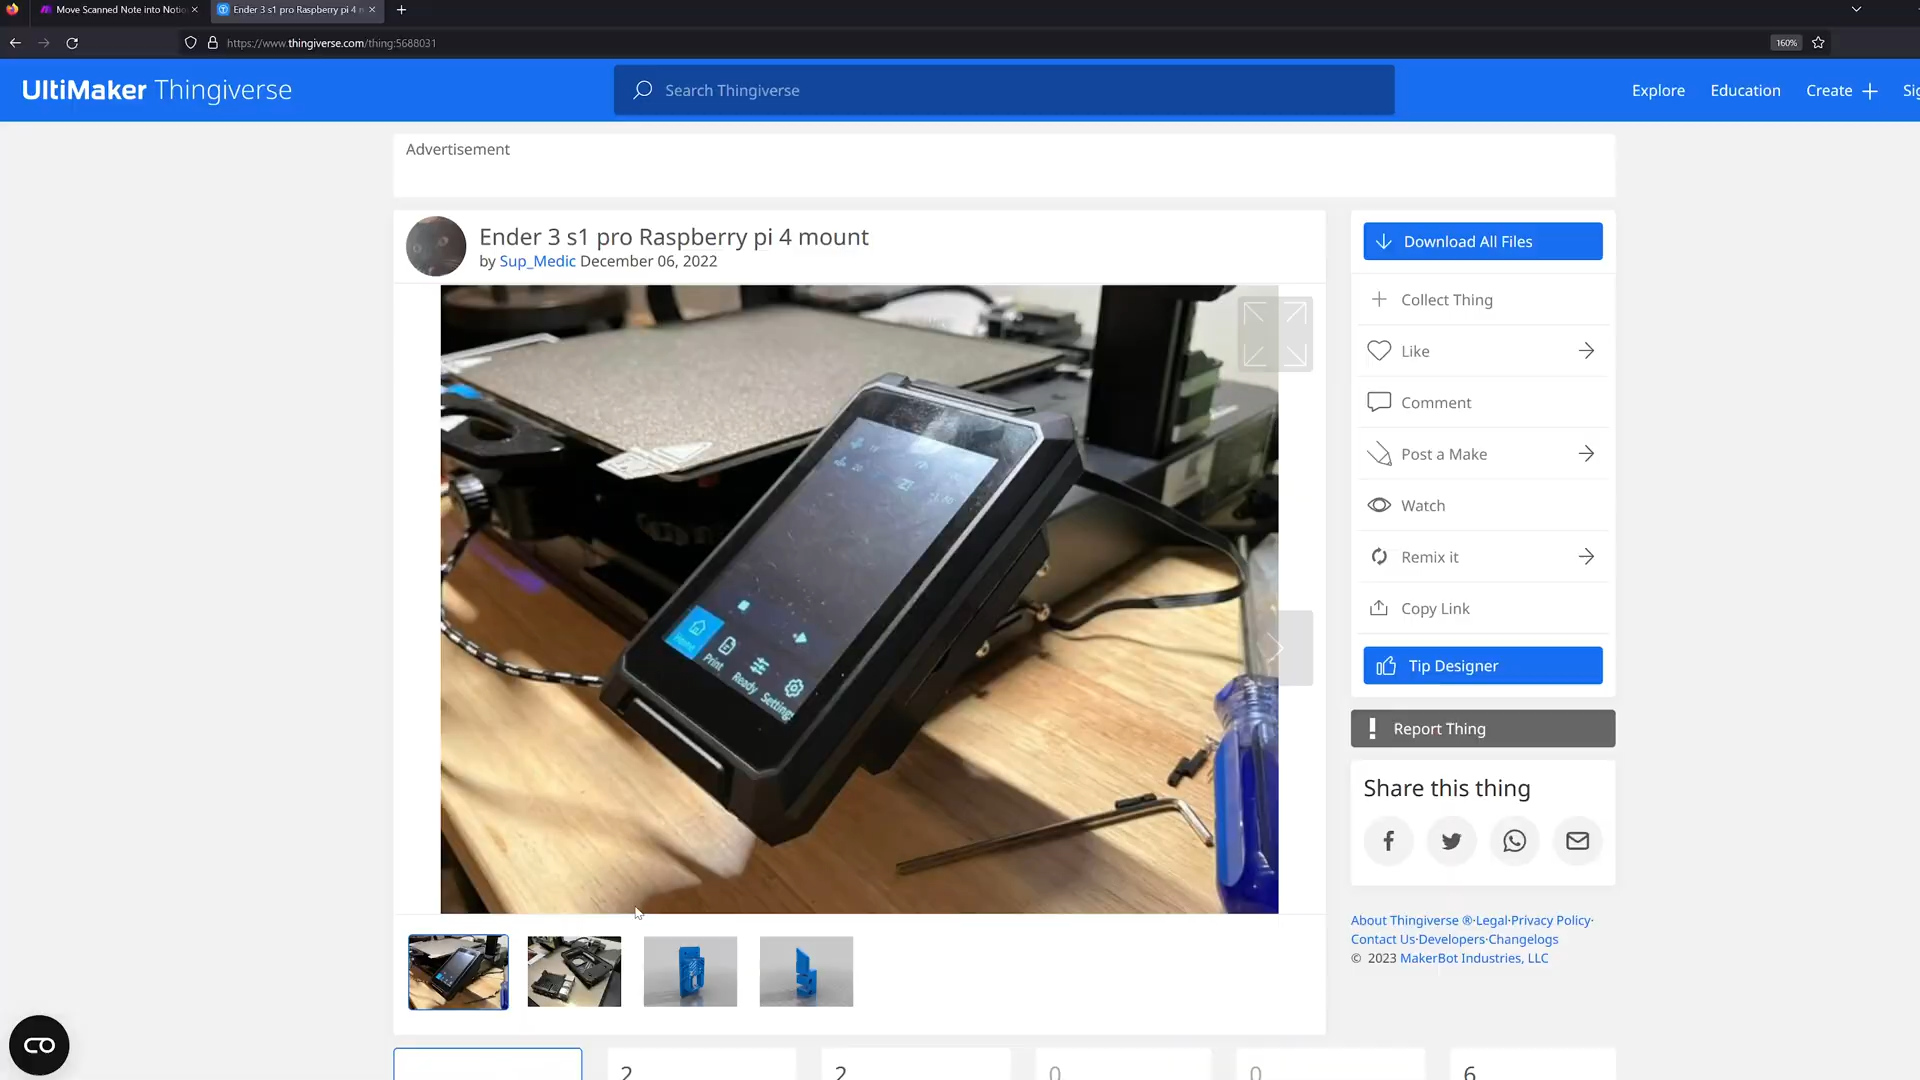 Move Scanned Note into Notio
Ender 3 s1 pro Raspberry pi 4 m
https://www.thingiverse.com/thing:5688031
160%
UltiMaker Thingiverse
Search Thingiverse
Explore
Education
Create
Sig
Advertisement
Ender 3 s1 pro Raspberry pi 4 mount
by Sup_Medic December 06, 2022
Download All Files
Collect Thing
Like
Comment
Post a Make
Watch
Remix it
Copy Link
Tip Designer
Report Thing
Share this thing
Home
Print
Ready
Settings
About Thingiverse ®·Legal·Privacy Policy·
Contact Us·Developers·Changelogs
© 2023 MakerBot Industries, LLC
2
2
0
0
6